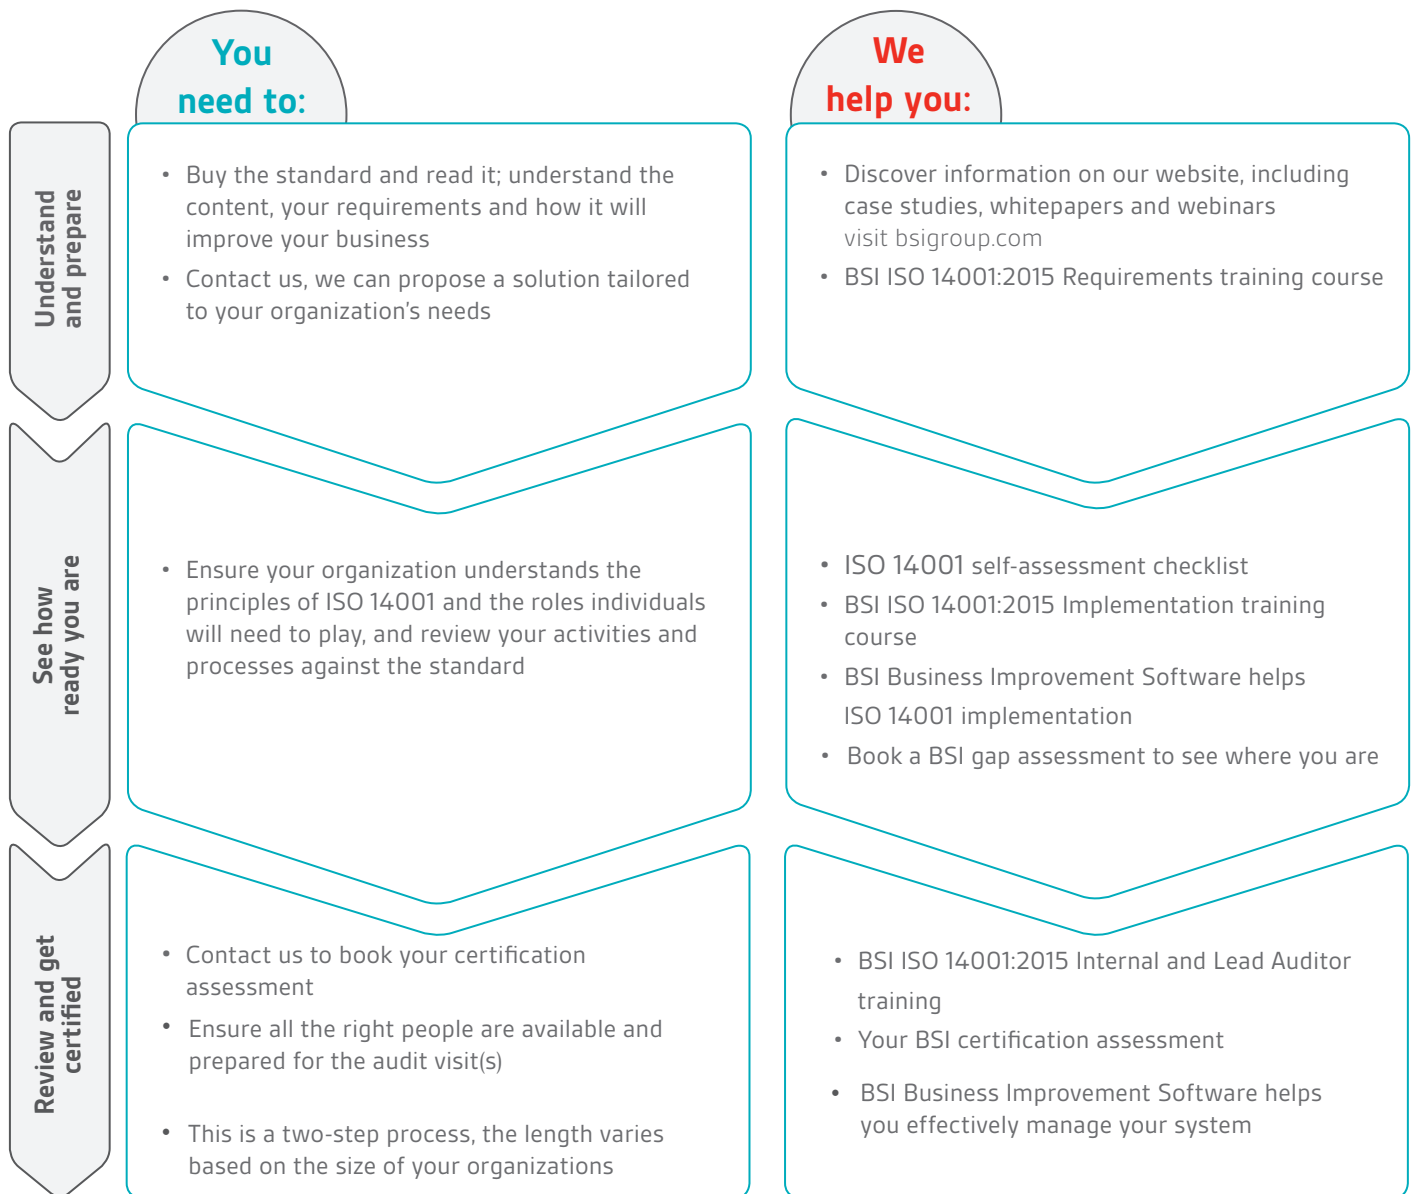 You
need to:
We
help you:
Understand
and prepare
• Buy the standard and read it; understand the
content, your requirements and how it will
improve your business
• Contact us, we can propose a solution tailored
to your organization's needs
• Discover information on our website, including
case studies, whitepapers and webinars
visit bsigroup.com
• BSI ISO 14001:2015 Requirements training course
See how
ready you are
• Ensure your organization understands the
principles of ISO 14001 and the roles individuals
will need to play, and review your activities and
processes against the standard
• ISO 14001 self-assessment checklist
• BSI ISO 14001:2015 Implementation training
course
• BSI Business Improvement Software helps
ISO 14001 implementation
• Book a BSI gap assessment to see where you are
Review and get
certified
• Contact us to book your certification
assessment
• Ensure all the right people are available and
prepared for the audit visit(s)
• This is a two-step process, the length varies
based on the size of your organizations
• BSI ISO 14001:2015 Internal and Lead Auditor
training
• Your BSI certification assessment
• BSI Business Improvement Software helps
you effectively manage your system